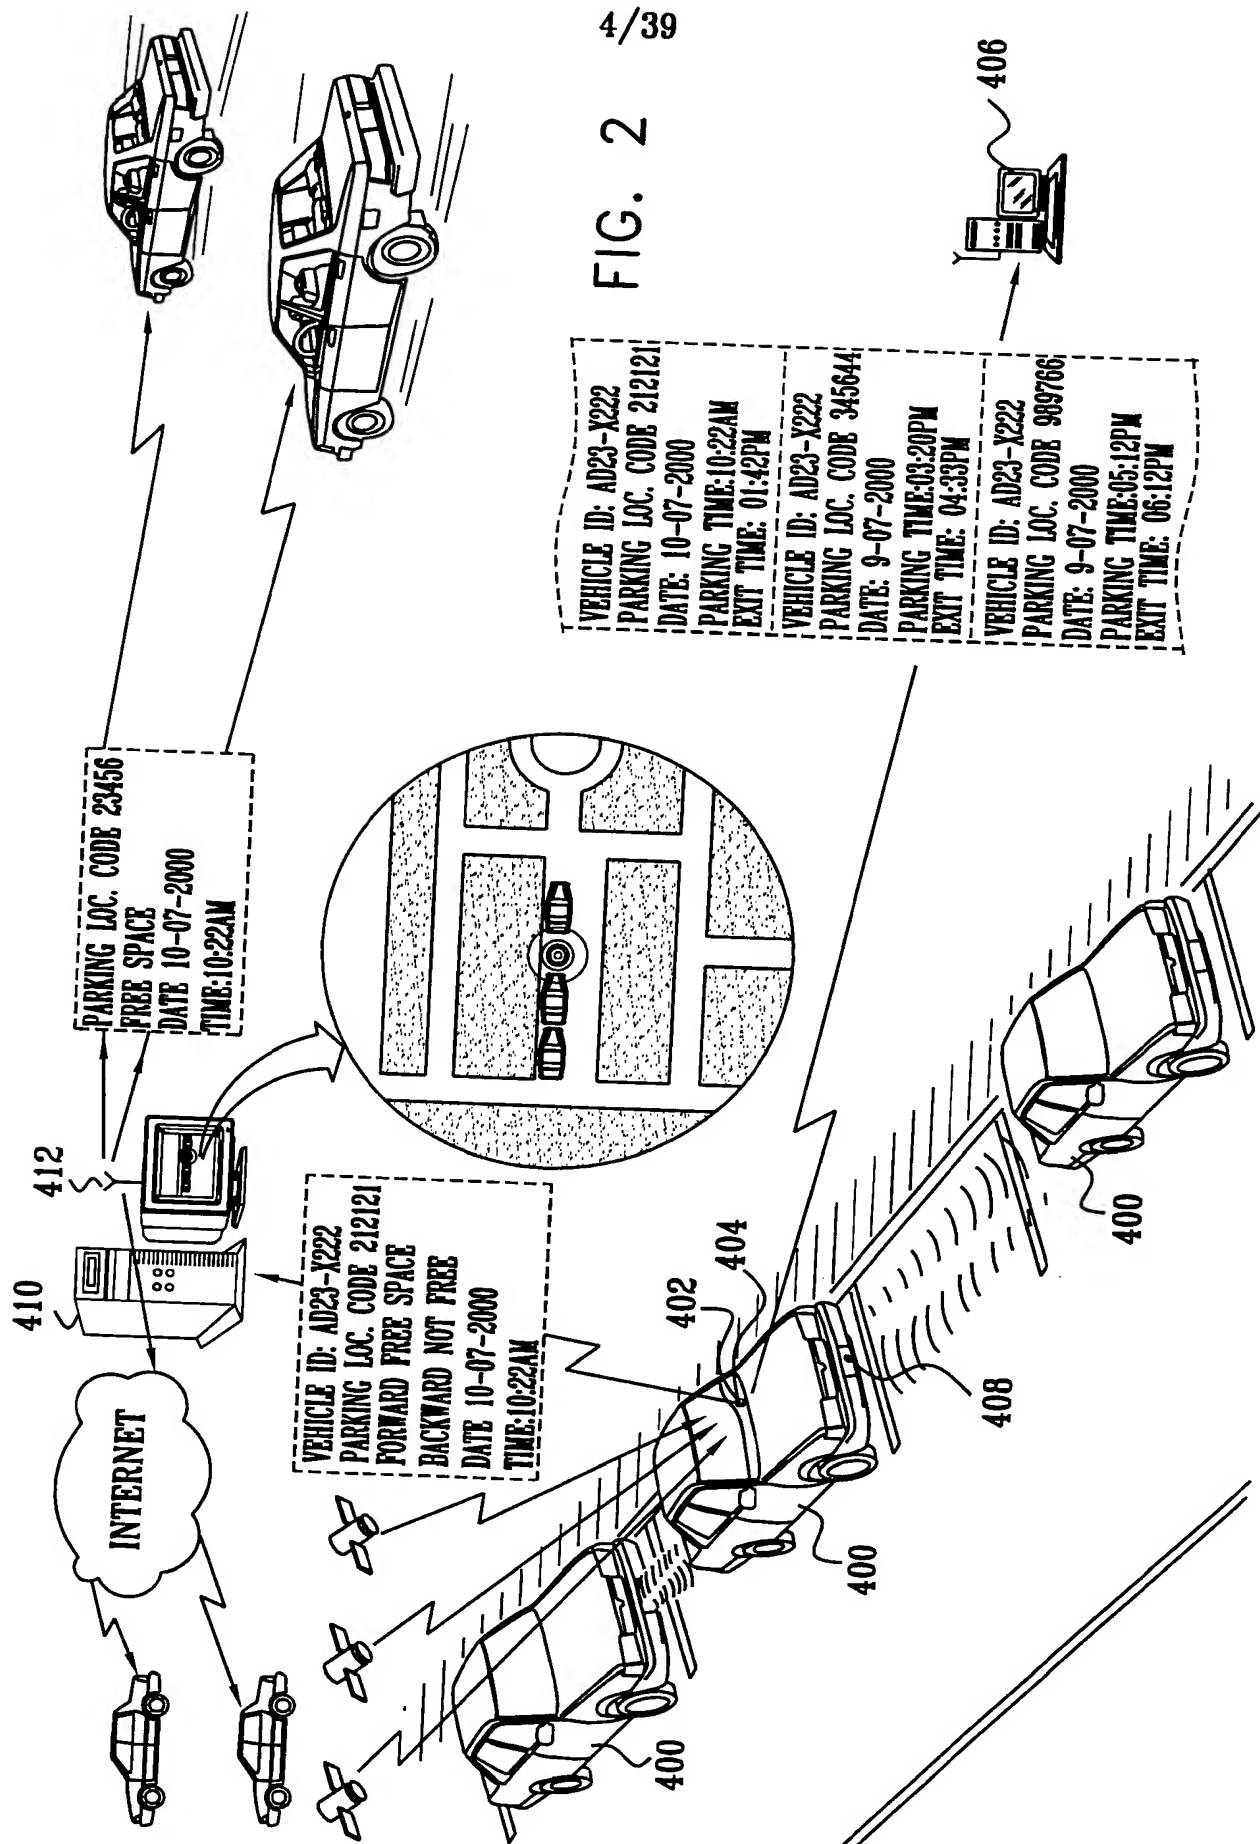 4/39
FIG. 2
INTERNET
410
412
PARKING LOC. CODE 23456
FREE SPACE
DATE 10-07-2000
TIME:10:22AM
VEHICLE ID: AD23-X222
PARKING LOC. CODE 212121
FORWARD FREE SPACE
BACKWARD NOT FREE
DATE 10-07-2000
TIME:10:22AM
VEHICLE ID: AD23-X222
PARKING LOC. CODE 212121
DATE: 10-07-2000
PARKING TIME:10:22AM
EXIT TIME: 01:42PM
VEHICLE ID: AD23-X222
PARKING LOC. CODE 345644
DATE: 9-07-2000
PARKING TIME:03:20PM
EXIT TIME: 04:33PM
VEHICLE ID: AD23-X222
PARKING LOC. CODE 989766
DATE: 9-07-2000
PARKING TIME:05:12PM
EXIT TIME: 06:12PM
406
402
404
400
400
408
400